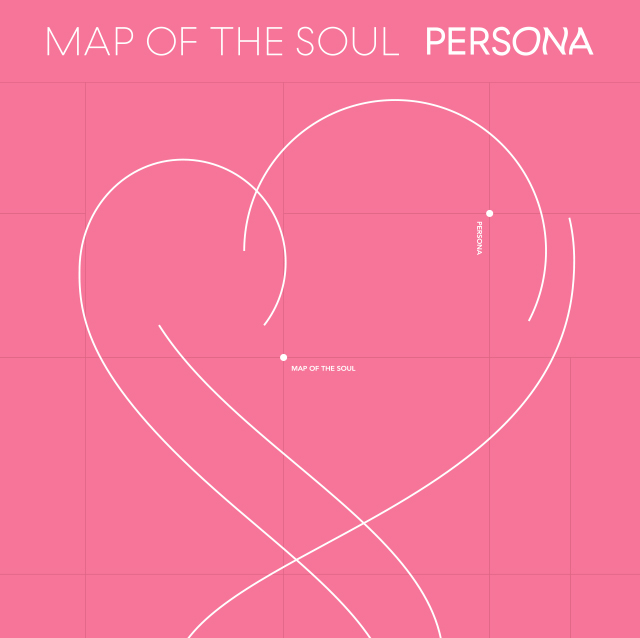 MAP OF THE SOUL PERSONA
PERSONA
MAP OF THE SOUL